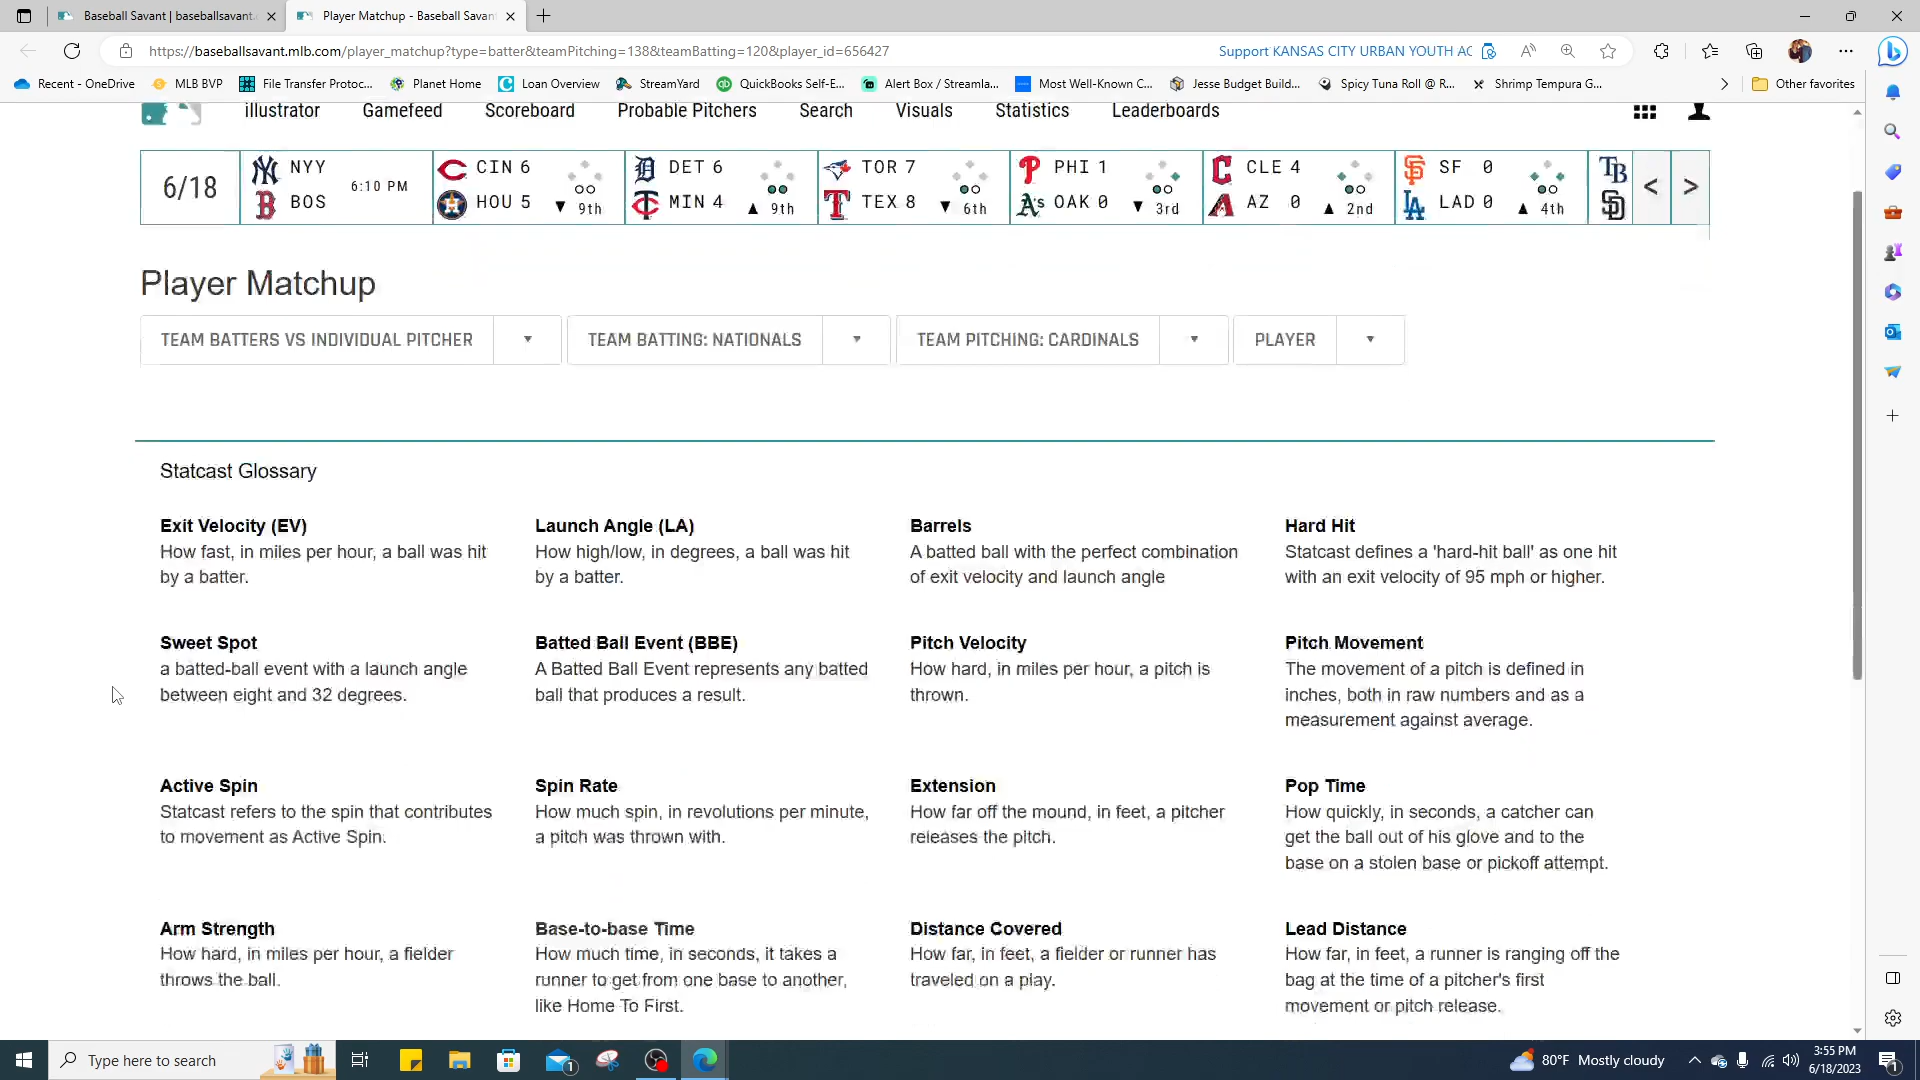 Baseball Savant | baseballsavant.
Player Matchup - Baseball Savant
https://baseballsavant.mlb.com/player_matchup?type=batter&teamPitching=138&teamBatting=120&player_id=656427
Support KANSAS CITY URBAN YOUTH AC
Recent - OneDrive
MLB BVP
File Transfer Protoc...
Planet Home
Loan Overview
StreamYard
QuickBooks Self-E...
Alert Box / Streamla...
Most Well-Known C...
Jesse Budget Build...
Spicy Tuna Roll @ R...
Shrimp Tempura G...
Other favorites
illustrator Gamefeed Scoreboard Probable Pitchers Search Visuals Statistics Leaderboards
6/18
NYY
BOS
6:10 PM
CIN 6
HOU 5
▼ 9th
DET 6
MIN 4
▲ 9th
TOR 7
TEX 8
▼ 6th
PHI 1
OAK 0
▼ 3rd
CLE 4
AZ 0
▲ 2nd
SF 0
LAD 0
▲ 4th
< >
Player Matchup
TEAM BATTERS VS INDIVIDUAL PITCHER
TEAM BATTING: NATIONALS
TEAM PITCHING: CARDINALS
PLAYER
Statcast Glossary
Exit Velocity (EV)
How fast, in miles per hour, a ball was hit
by a batter.
Launch Angle (LA)
How high/low, in degrees, a ball was hit
by a batter.
Barrels
A batted ball with the perfect combination
of exit velocity and launch angle
Hard Hit
Statcast defines a 'hard-hit ball' as one hit
with an exit velocity of 95 mph or higher.
Sweet Spot
a batted-ball event with a launch angle
between eight and 32 degrees.
Batted Ball Event (BBE)
A Batted Ball Event represents any batted
ball that produces a result.
Pitch Velocity
How hard, in miles per hour, a pitch is
thrown.
Pitch Movement
The movement of a pitch is defined in
inches, both in raw numbers and as a
measurement against average.
Active Spin
Statcast refers to the spin that contributes
to movement as Active Spin.
Spin Rate
How much spin, in revolutions per minute,
a pitch was thrown with.
Extension
How far off the mound, in feet, a pitcher
releases the pitch.
Pop Time
How quickly, in seconds, a catcher can
get the ball out of his glove and to the
base on a stolen base or pickoff attempt.
Arm Strength
How hard, in miles per hour, a fielder
throws the ball.
Base-to-base Time
How much time, in seconds, it takes a
runner to get from one base to another,
like Home To First.
Distance Covered
How far, in feet, a fielder or runner has
traveled on a play.
Lead Distance
How far, in feet, a runner is ranging off the
bag at the time of a pitcher's first
movement or pitch release.
Type here to search
80°F Mostly cloudy
3:55 PM
6/18/2023